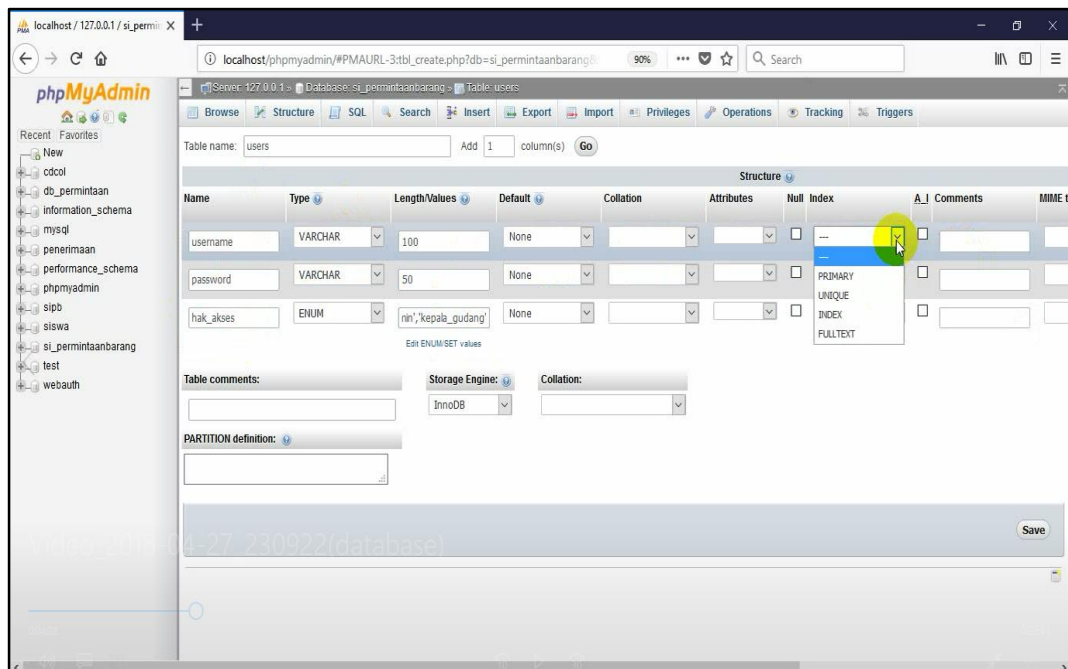 localhost / 127.0.0.1 / si_permin
localhost/phpmyadmin/#PMAURL-3:tbl_create.php?db=si_permintaanbarang&
90%
Search
phpMyAdmin
Recent Favorites
New
cdcol
db_permintaan
information_schema
mysql
penerimaan
performance_schema
phpmyadmin
sipb
siswa
si_permintaanbarang
test
webauth
Server: 127.0.0.1 » Database: si_permintaanbarang » Table: users
Browse Structure SQL Search Insert Export Import Privileges Operations Tracking Triggers
Table name: users Add 1 column(s) Go
Structure
Name Type Length/Values Default Collation Attributes Null Index A_I Comments MIME t
username VARCHAR 100 None ---
password VARCHAR 50 None
hak_akses ENUM nin','kepala_gudang' None
---
PRIMARY
UNIQUE
INDEX
FULLTEXT
Edit ENUM/SET values
Table comments: Storage Engine: Collation:
InnoDB
PARTITION definition:
Save
04-27_230922(database)